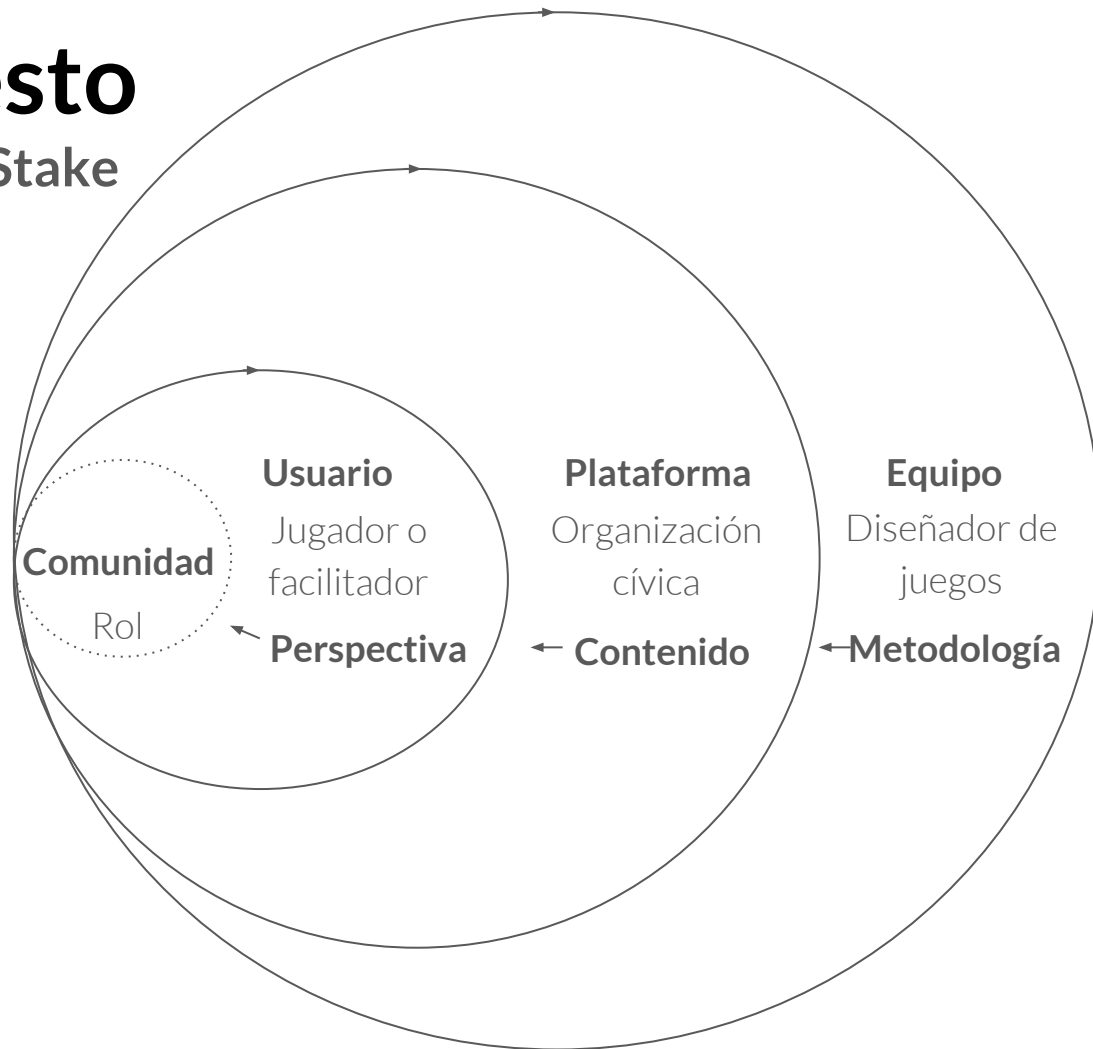 esto
Stake
Usuario
Jugador o
facilitador
Perspectiva
Comunidad
Rol
Plataforma
Organización
cívica
Contenido
Equipo
Diseñador de
juegos
Metodología